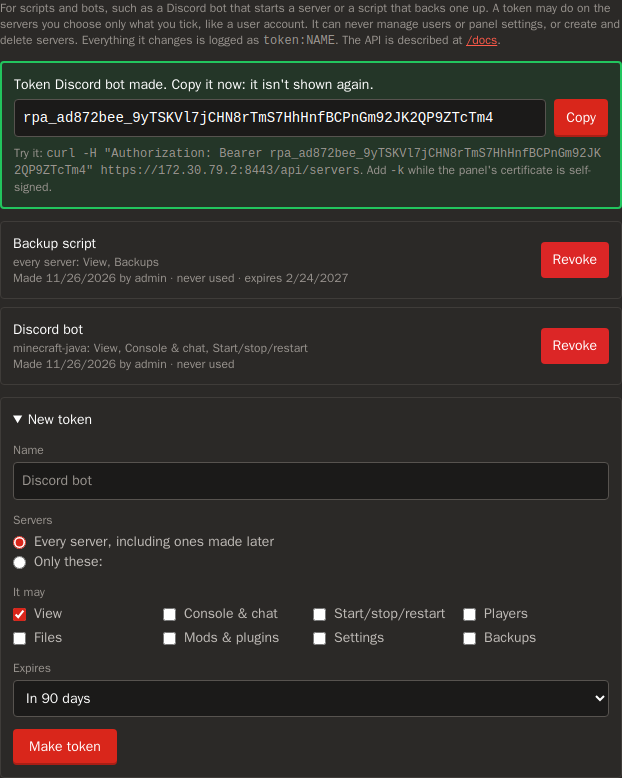 For scripts and bots, such as a Discord bot that starts a server or a script that backs one up. A token may do on the
servers you choose only what you tick, like a user account. It can never manage users or panel settings, or create and
delete servers. Everything it changes is logged as token:NAME. The API is described at /docs.
Token Discord bot made. Copy it now: it isn't shown again.
rpa_ad872bee_9yTSKVl7jCHN8rTmS7HhHnfBCPnGm92JK2QP9ZTcTm4
Copy
Try it: curl -H "Authorization: Bearer rpa_ad872bee_9yTSKVl7jCHN8rTmS7HhHnfBCPnGm92JK
2QP9ZTcTm4" https://172.30.79.2:8443/api/servers. Add -k while the panel's certificate is self-
signed.
Backup script
every server: View, Backups
Made 11/26/2026 by admin · never used · expires 2/24/2027
Revoke
Discord bot
minecraft-java: View, Console & chat, Start/stop/restart
Made 11/26/2026 by admin · never used
Revoke
▼ New token
Name
Discord bot
Servers
Every server, including ones made later
Only these:
It may
View Console & chat Start/stop/restart Players
Files Mods & plugins Settings Backups
Expires
In 90 days
Make token